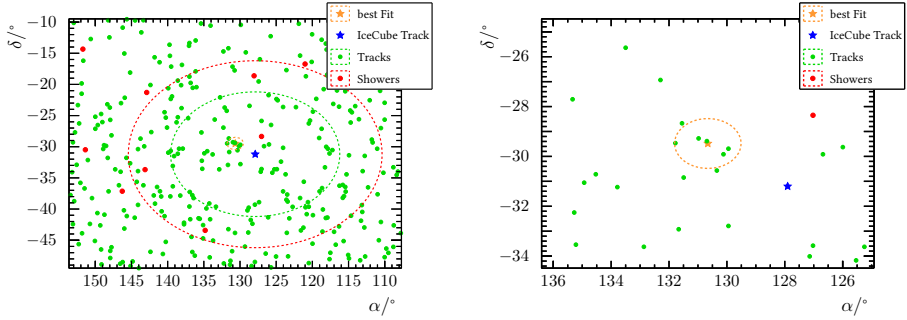 δ/°
−10
−15
−20
−25
−30
−35
−40
−45
150 145 140 135 130 125 120 115 110
α/°
best Fit
IceCube Track
Tracks
Showers
δ/°
−26
−28
−30
−32
−34
136 134 132 130 128 126
α/°
best Fit
IceCube Track
Tracks
Showers